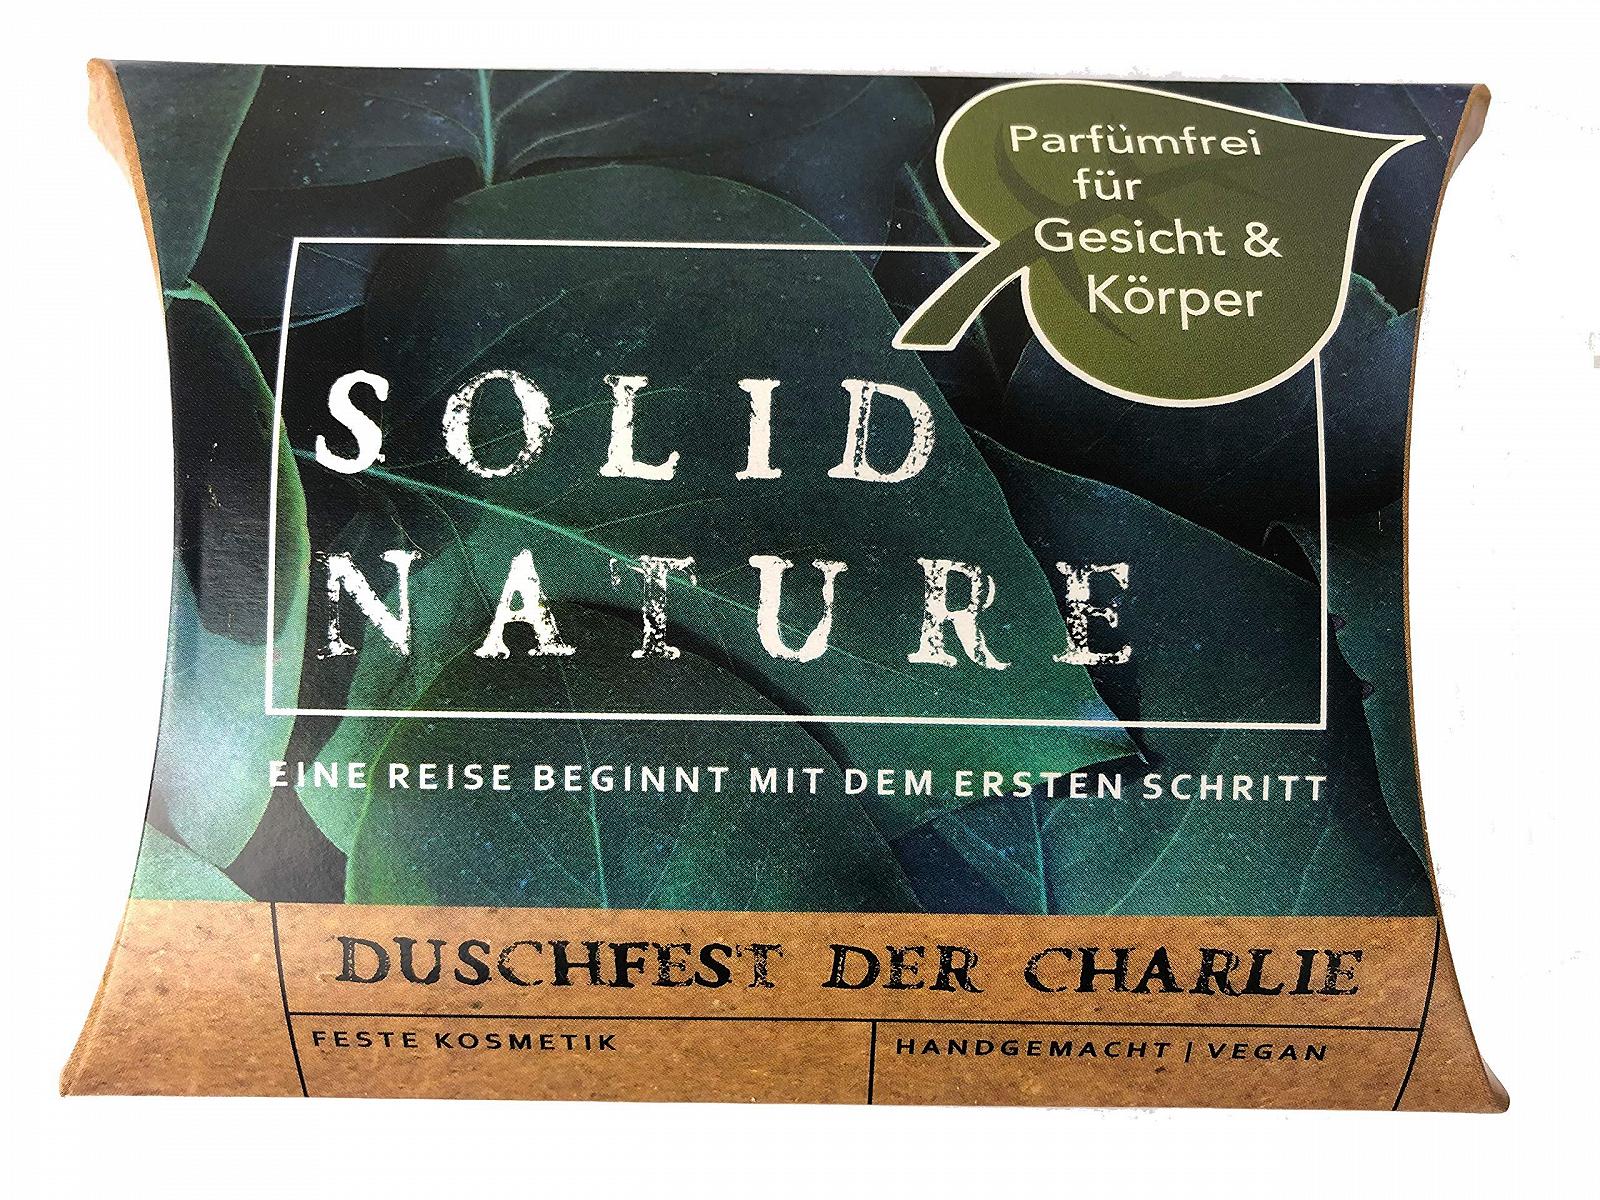 Parfümfrei
für
Gesicht &
Körper
SOLID
NATURE
EINE REISE BEGINNT MIT DEM ERSTEN SCHRITT
DUSCHFEST DER CHARLIE
FESTE KOSMETIK
HANDGEMACHT | VEGAN